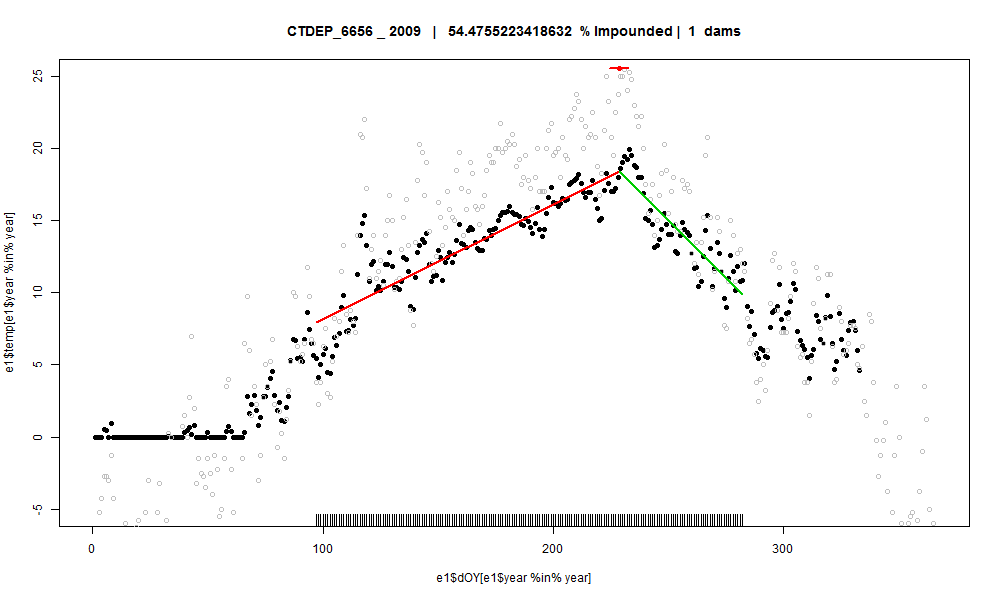 CTDEP_6656 _ 2009 | 54.4755223418632 % Impounded | 1 dams
e1$temp[e1$year %in% year]
25
20
15
10
5
0
-5
0 100 200 300
e1$dOY[e1$year %in% year]